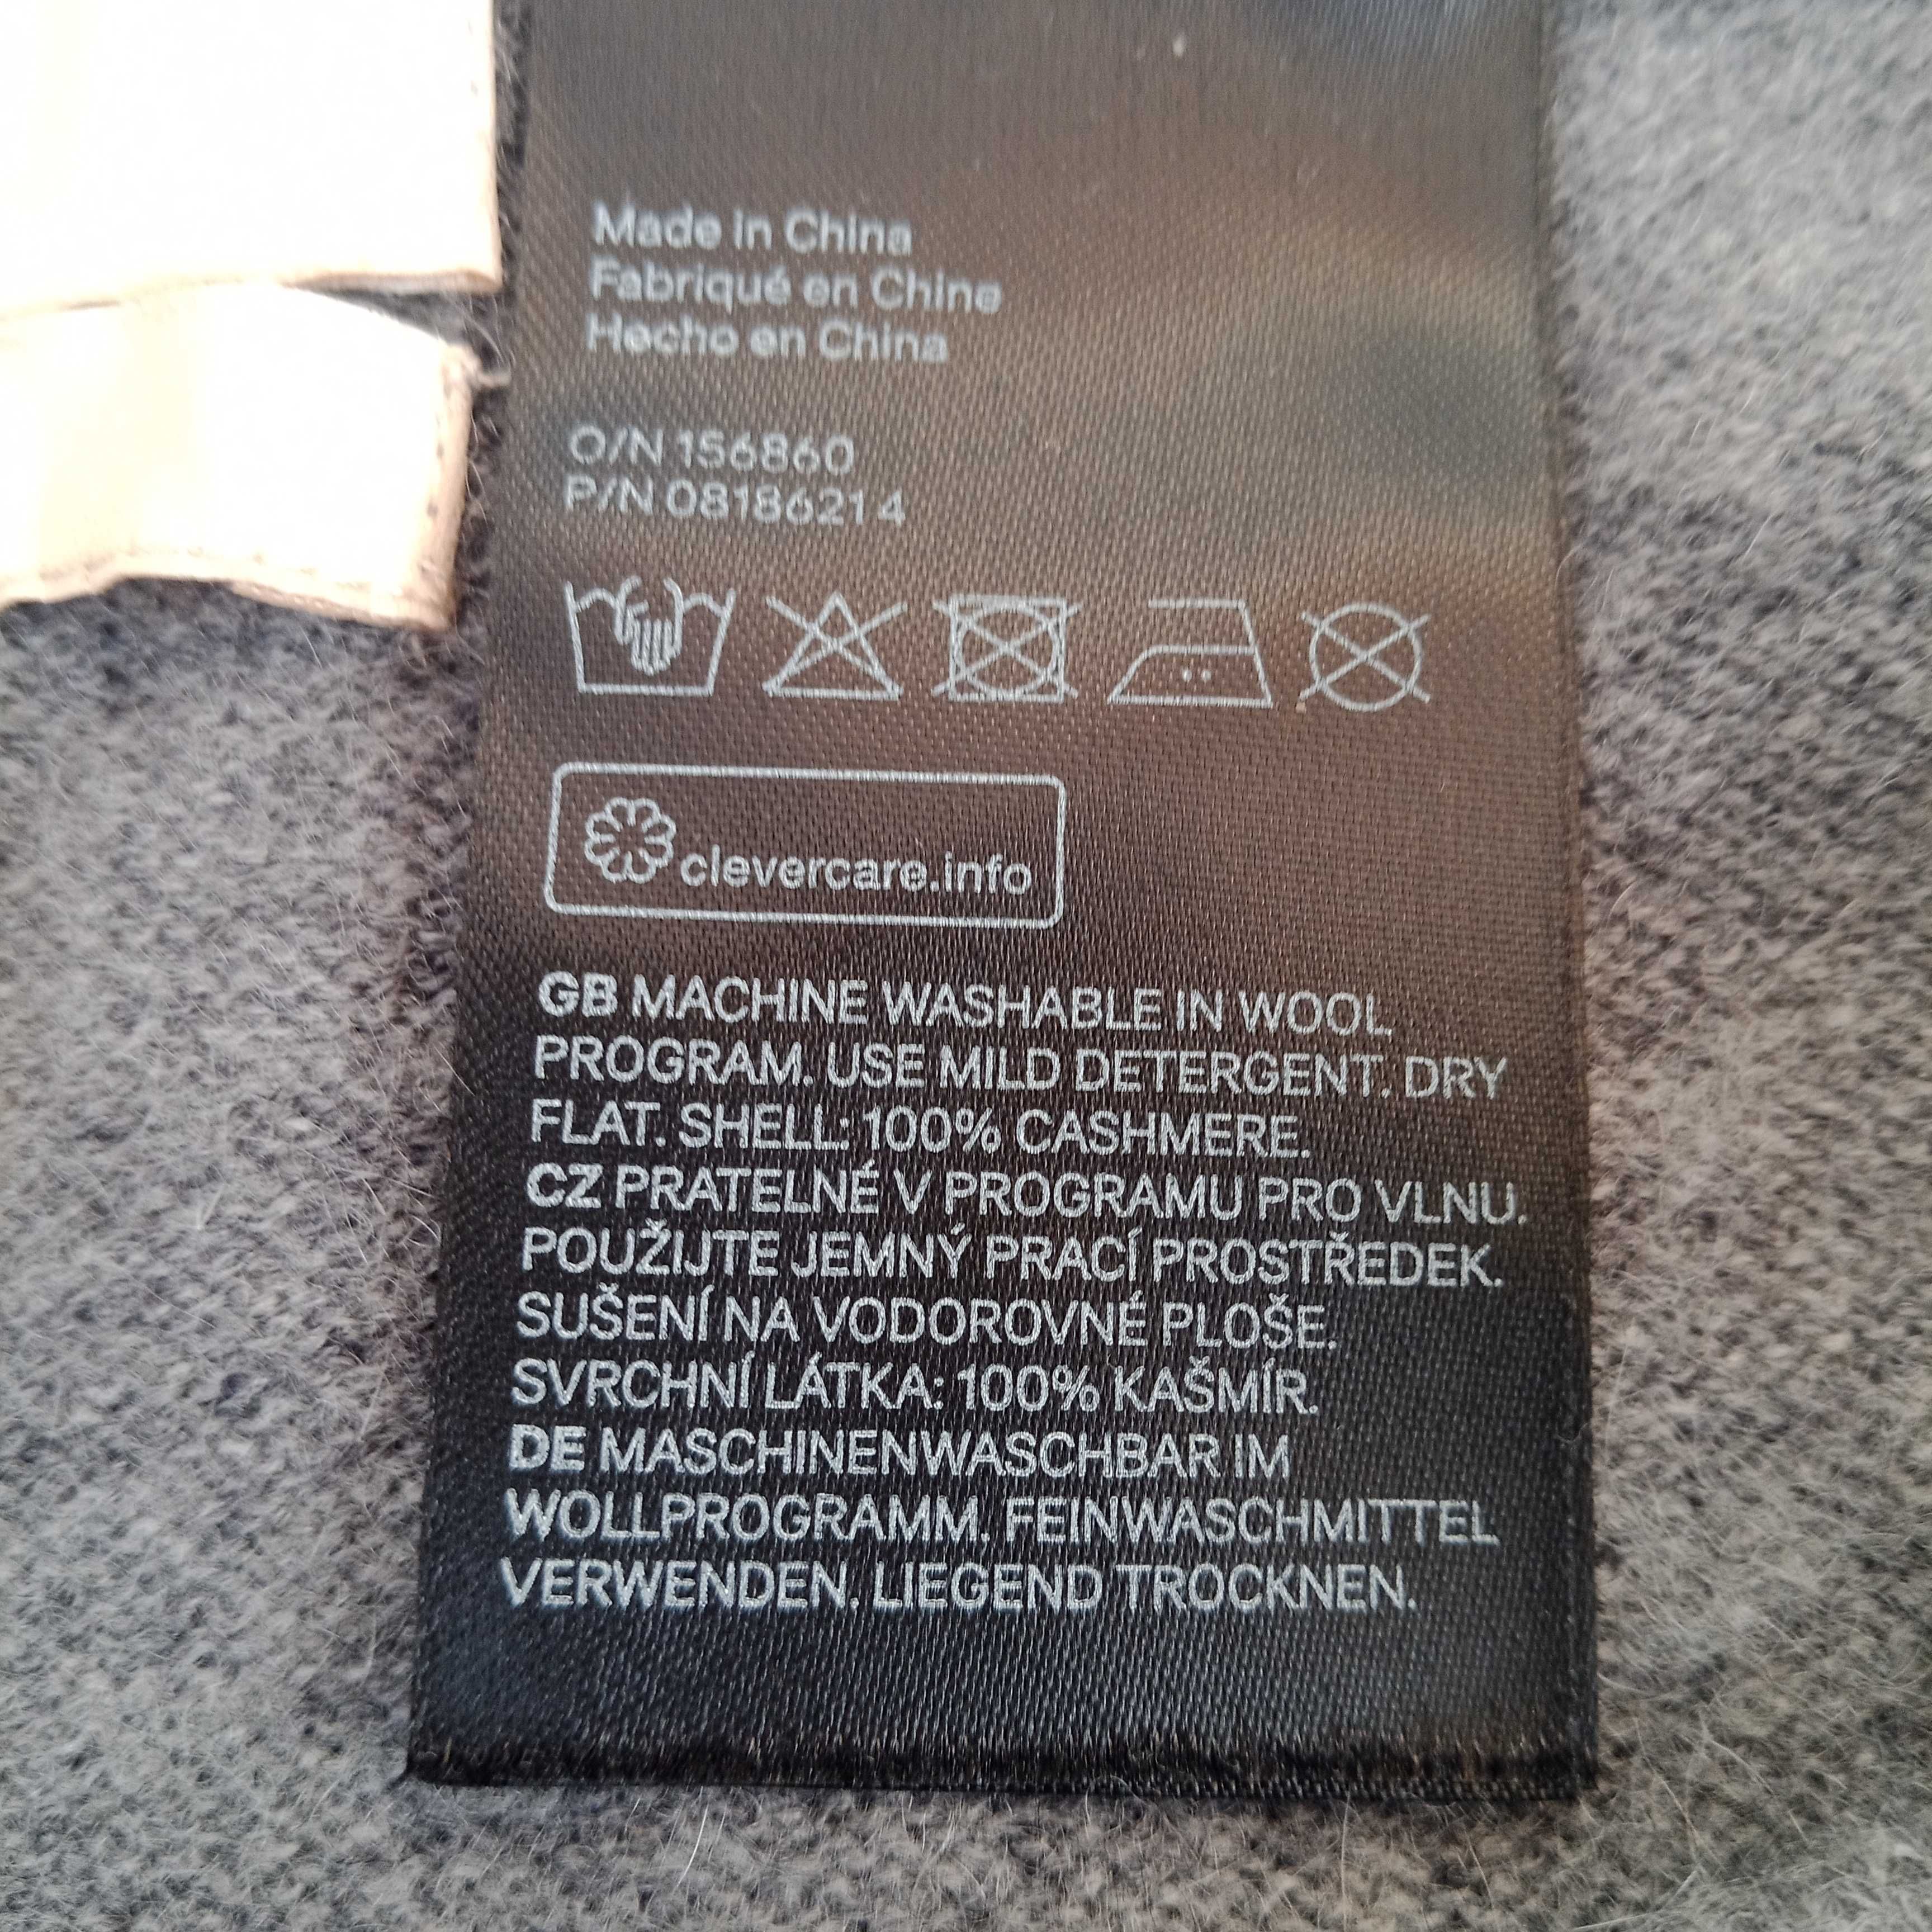 Made in China
Fabriqué en Chine
Hecho en China
O/N 156860
P/N 08186214
clevercare.info
GB MACHINE WASHABLE IN WOOL
PROGRAM. USE MILD DETERGENT. DRY
FLAT. SHELL: 100% CASHMERE.
CZ PRATELNÉ V PROGRAMU PRO VLNU.
POUŽIJTE JEMNÝ PRACÍ PROSTŘEDEK.
SUŠENÍ NA VODOROVNÉ PLOŠE.
SVRCHNÍ LÁTKA: 100% KAŠMÍR.
DE MASCHINENWASCHBAR IM
WOLLPROGRAMM. FEINWASCHMITTEL
VERWENDEN. LIEGEND TROCKNEN.